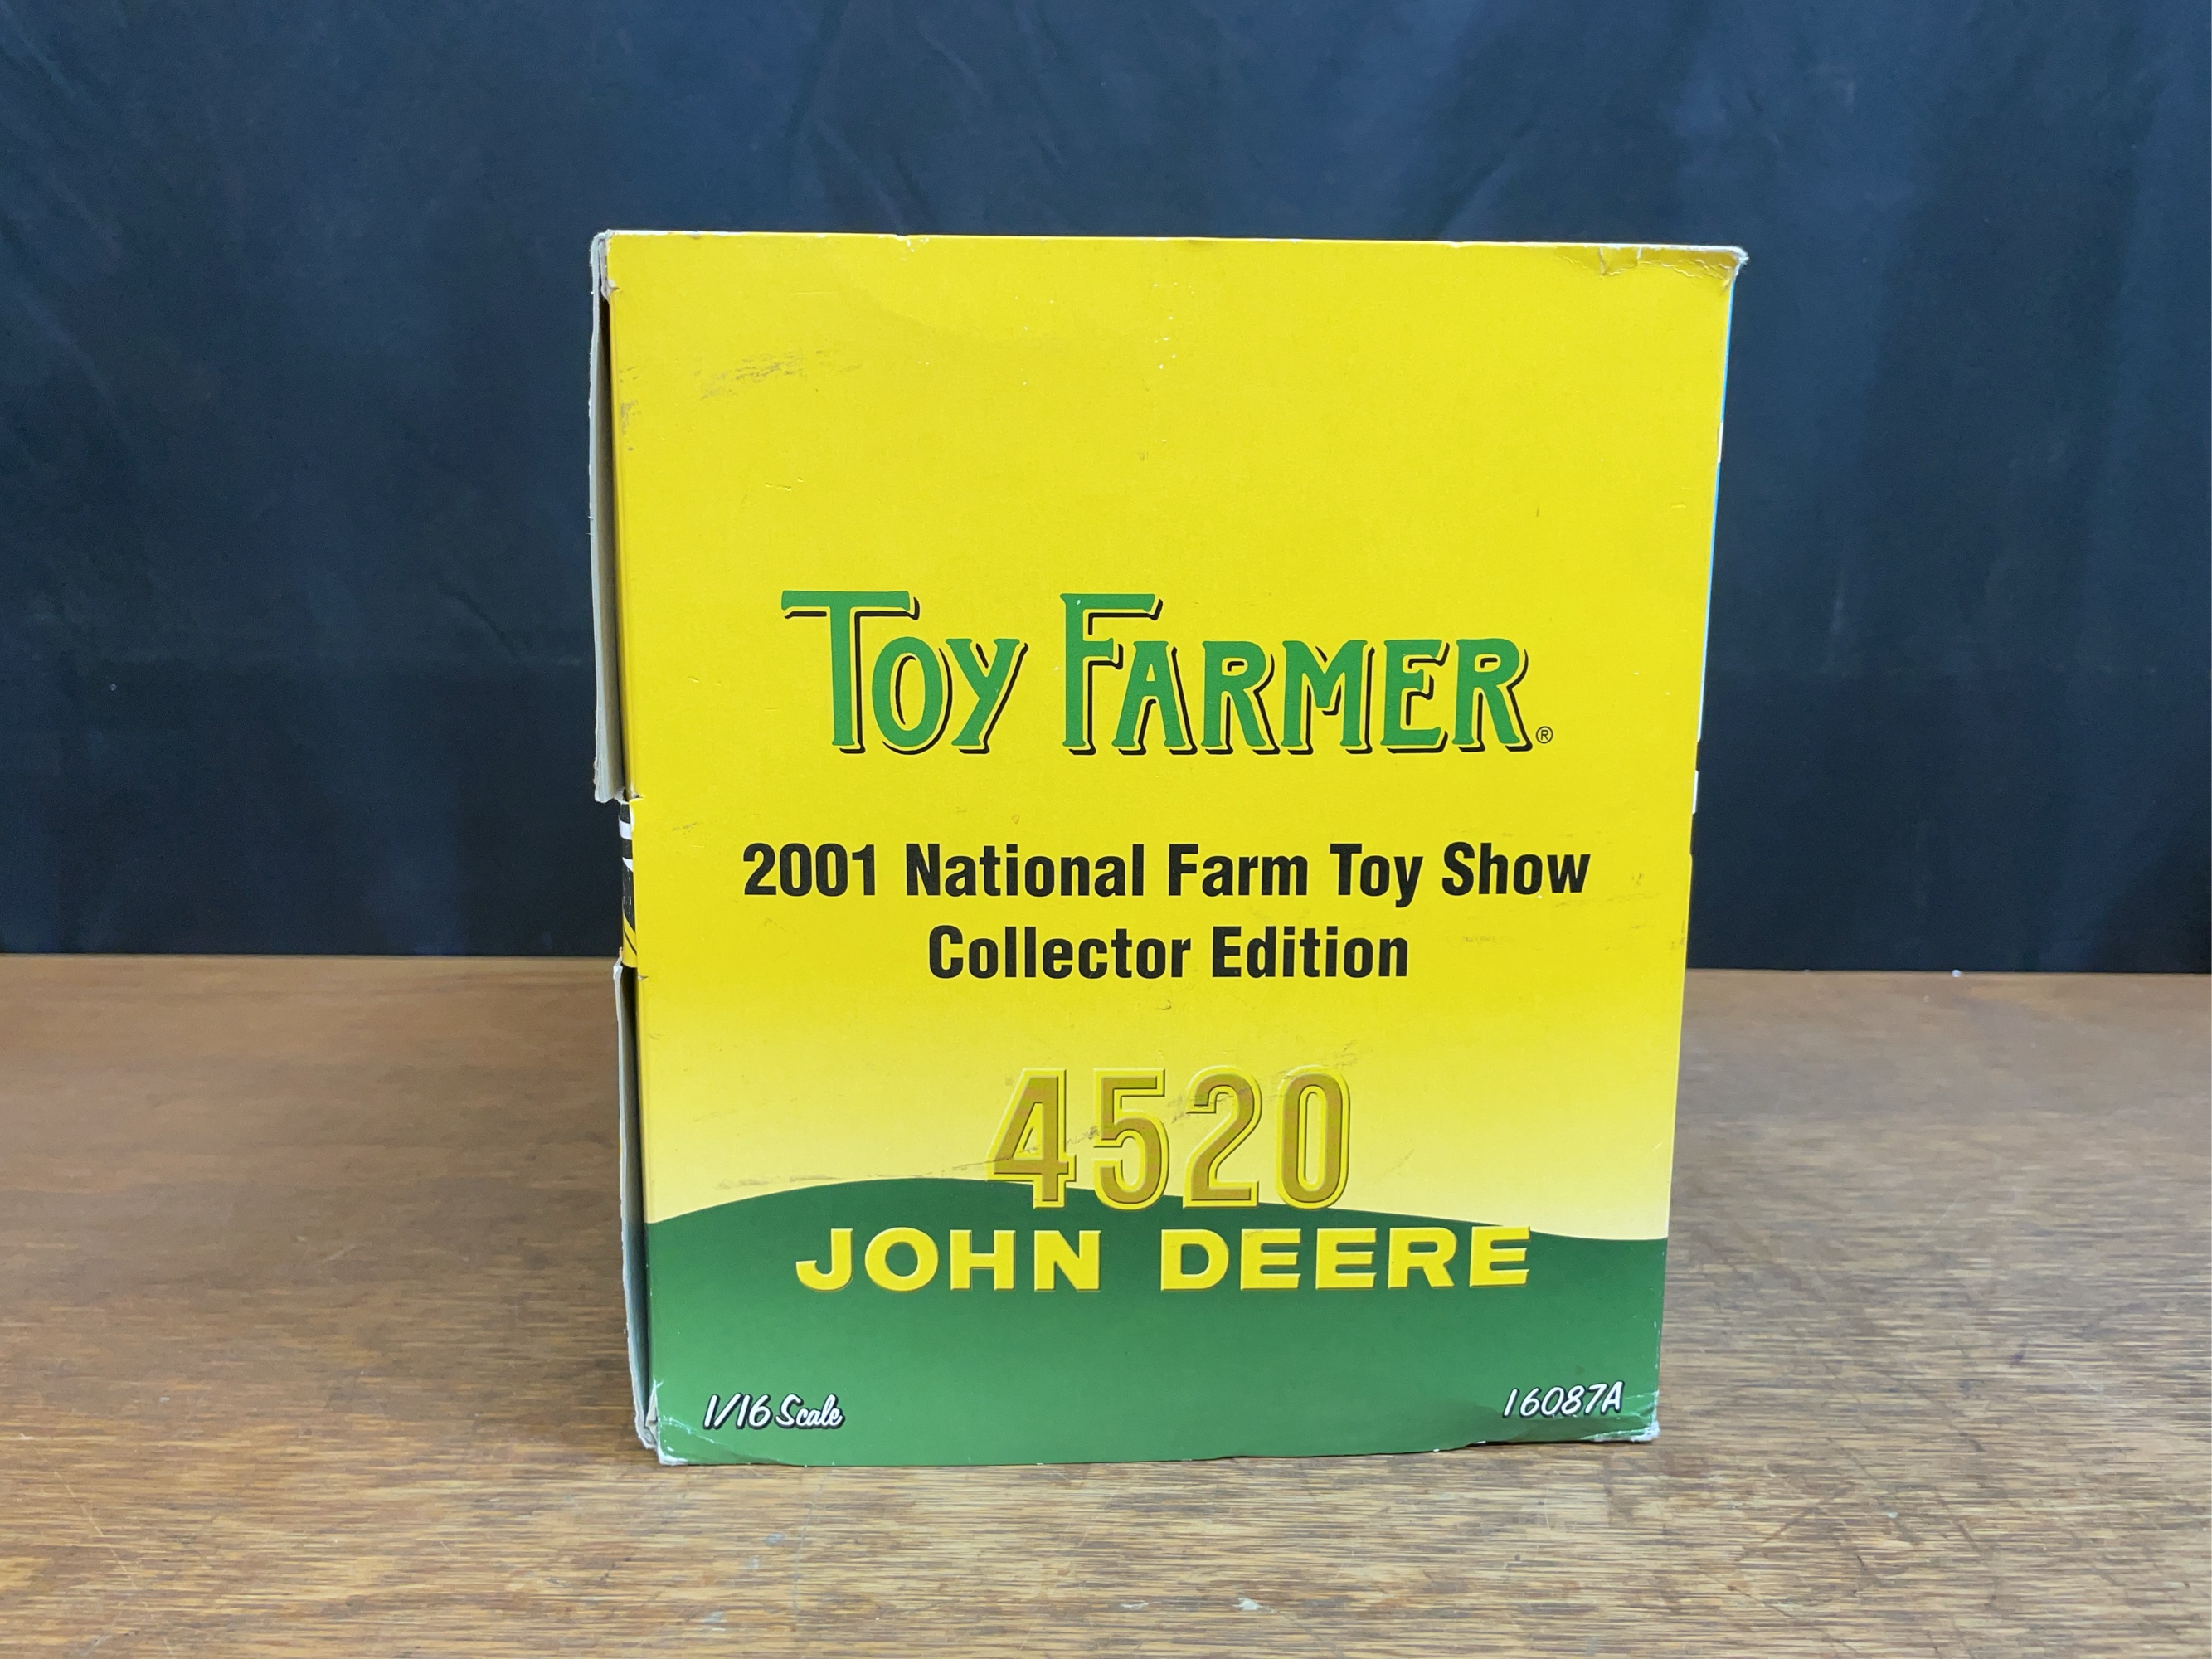 TOY FARMER®
2001 National Farm Toy Show
Collector Edition
4520
JOHN DEERE
1/16 Scale
16087A